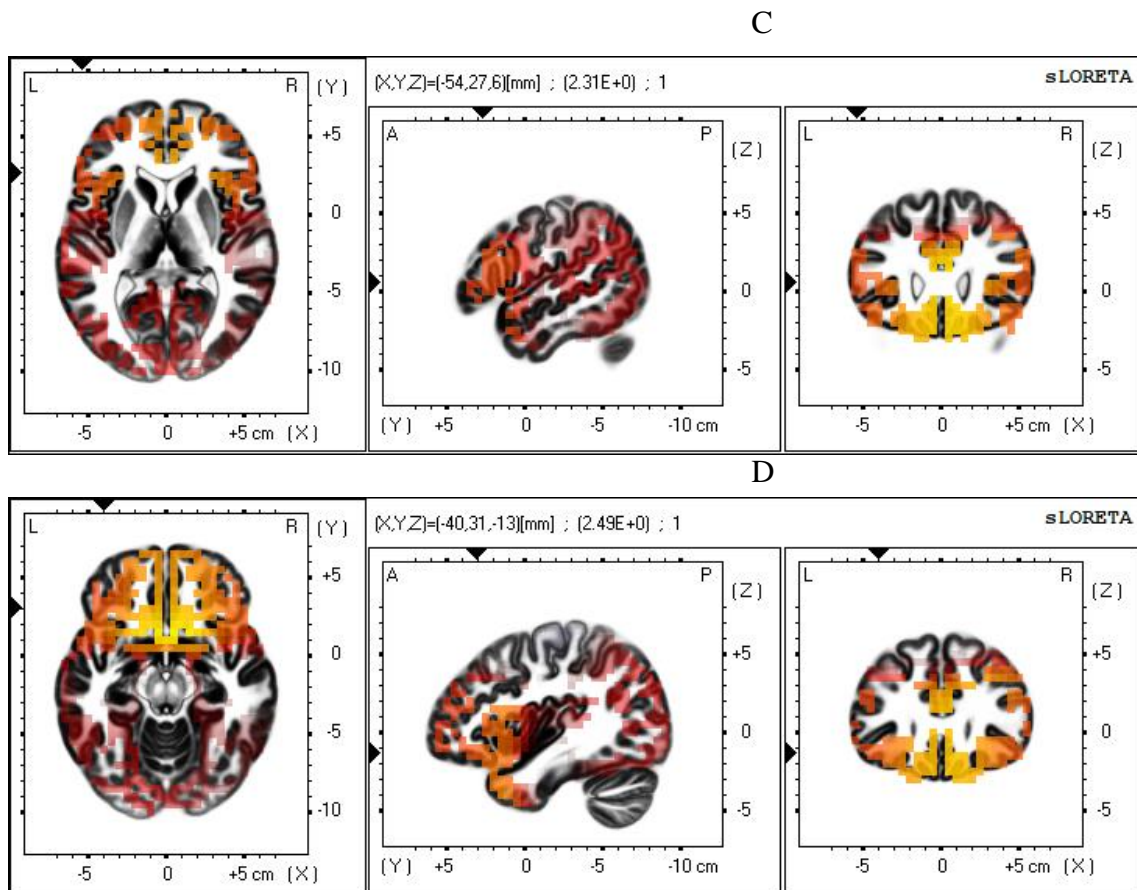 C
(X,Y,Z)=(-54,27,6)[mm] ; (2.31E+0) ; 1 sLORETA
L R (Y) A P (Z) L R (Z)
+5 +5 +5
0 0 0
-5 -5 -5
-10
-5 0 +5 cm (X) (Y) +5 0 -5 -10 cm -5 0 +5 cm (X)
D
(X,Y,Z)=(-40,31,-13)[mm] ; (2.49E+0) ; 1 sLORETA
L R (Y) A P (Z) L R (Z)
+5 +5 +5
0 0 0
-5 -5 -5
-10
-5 0 +5 cm (X) (Y) +5 0 -5 -10 cm -5 0 +5 cm (X)